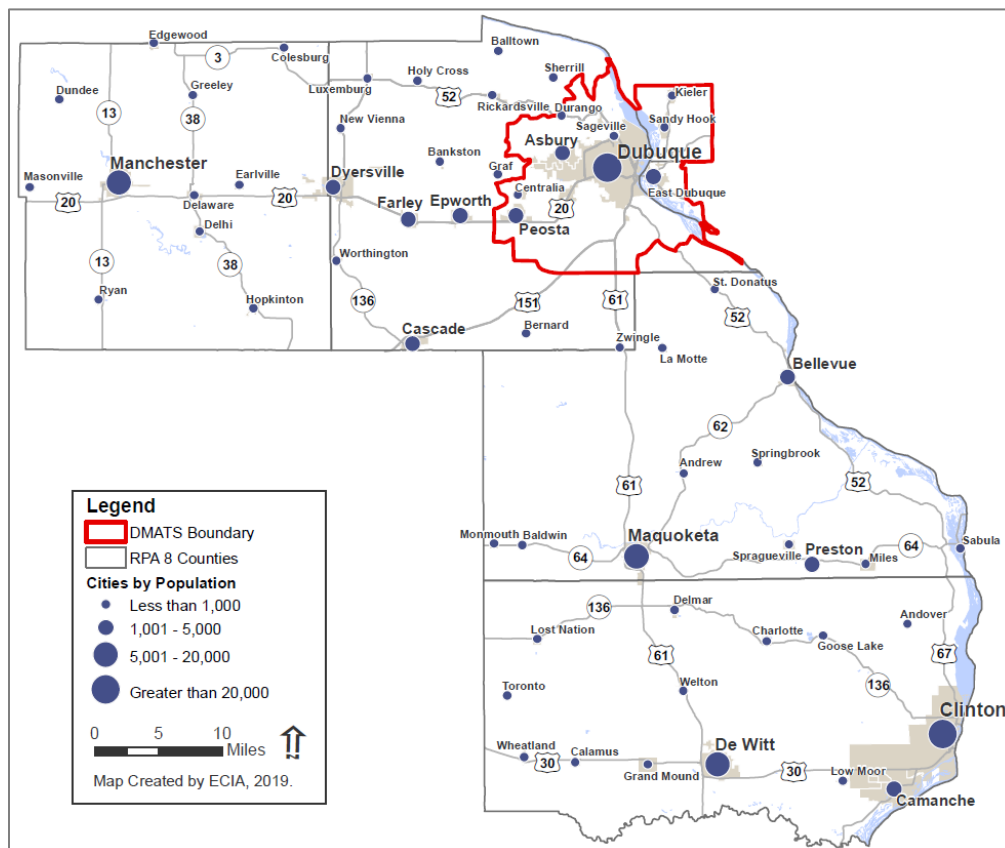 Edgewood
Balltown
3
Colesburg
Sherrill
Dundee
Greeley
Luxemburg
Holy Cross
52
Kieler
Rickardsville
Durango
13
38
New Vienna
Sageville
Sandy Hook
Asbury
Dubuque
Manchester
Bankston
Graf
Masonville
Earlville
Dyersville
Centralia
East Dubuque
20
Delaware
20
Farley
Epworth
20
Delhi
Peosta
13
38
Worthington
Ryan
136
151
61
St. Donatus
Hopkinton
52
Cascade
Bernard
Zwingle
La Motte
Bellevue
62
Springbrook
Andrew
61
52
Legend
DMATS Boundary
RPA 8 Counties
Cities by Population
Less than 1,000
1,001 - 5,000
5,001 - 20,000
Greater than 20,000
0 5 10
Miles
Map Created by ECIA, 2019.
Monmouth
Baldwin
64
Maquoketa
Spragueville
Preston
Miles
64
Sabula
136
Delmar
Andover
Lost Nation
Charlotte
Goose Lake
61
67
Toronto
Welton
136
Clinton
Wheatland
30
Calamus
De Witt
Grand Mound
30
Low Moor
Camanche